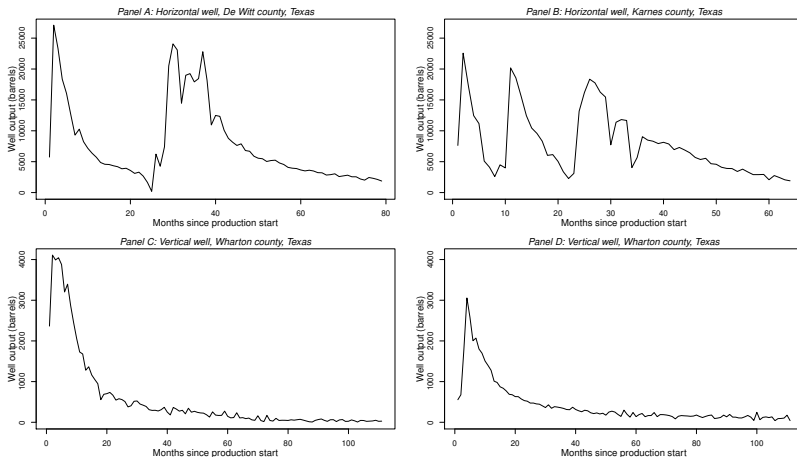 Panel A: Horizontal well, De Witt county, Texas
Well output (barrels)
0 5000 10000 15000 20000 25000
0 20 40 60 80
Months since production start
Panel B: Horizontal well, Karnes county, Texas
Well output (barrels)
0 5000 10000 15000 20000 25000
0 10 20 30 40 50 60
Months since production start
Panel C: Vertical well, Wharton county, Texas
Well output (barrels)
0 1000 2000 3000 4000
0 20 40 60 80 100
Months since production start
Panel D: Vertical well, Wharton county, Texas
Well output (barrels)
0 1000 2000 3000 4000
0 20 40 60 80 100
Months since production start